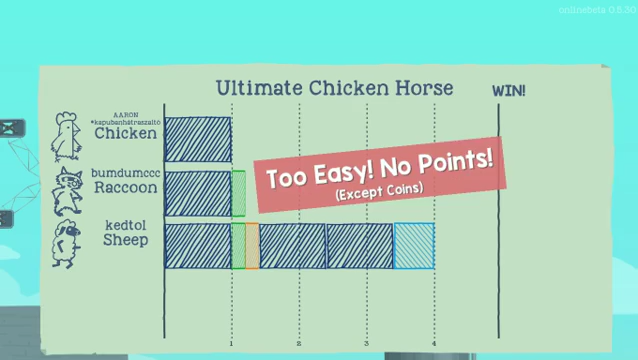 onlinebeta 0.5.30
Ultimate Chicken Horse
WIN!
AARON
*kapubanhátraszaltó
Chicken
bumdumccc
Raccoon
kedtol
Sheep
Too Easy! No Points!
(Except Coins)
1
2
3
4